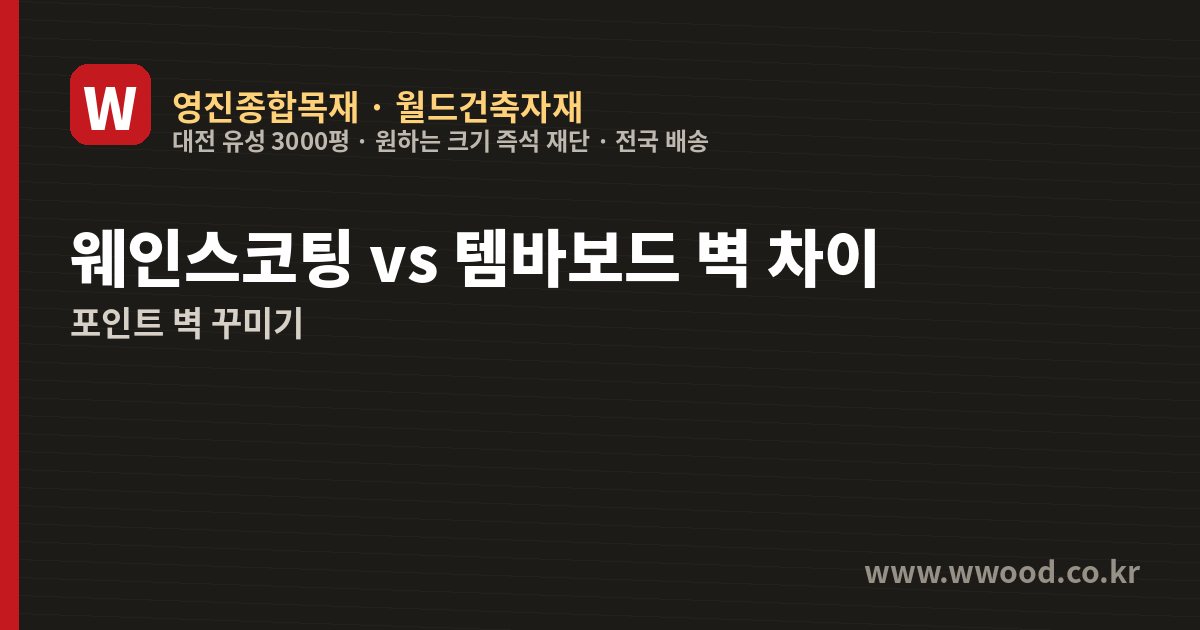 W
영진종합목재 · 월드건축자재
대전 유성 3000평 · 원하는 크기 즉석 재단 · 전국 배송
웨인스코팅 vs 템바보드 벽 차이
포인트 벽 꾸미기
www.wwood.co.kr